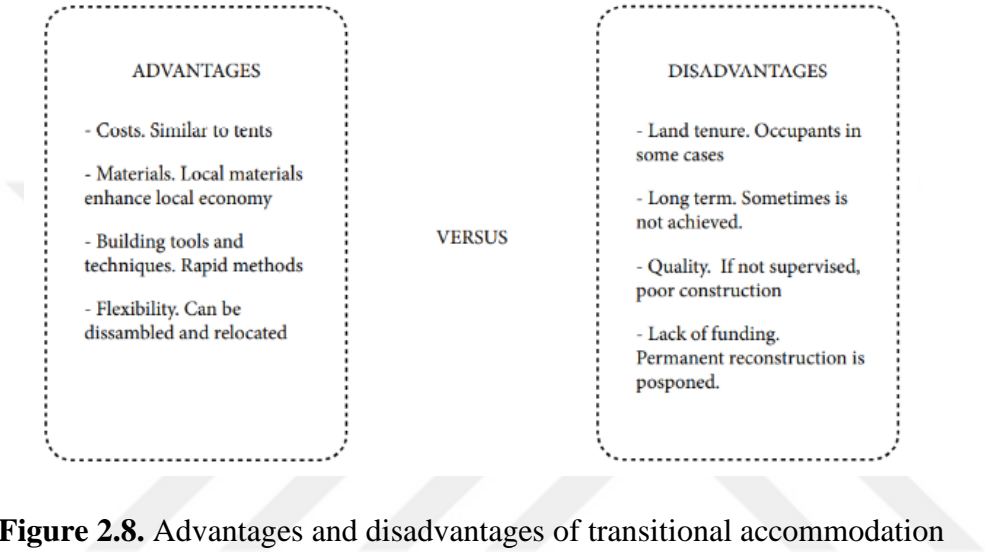 ADVANTAGES
- Costs. Similar to tents
- Materials. Local materials
enhance local economy
- Building tools and
techniques. Rapid methods
- Flexibility. Can be
dissambled and relocated
VERSUS
DISADVANTAGES
- Land tenure. Occupants in
some cases
- Long term. Sometimes is
not achieved.
- Quality. If not supervised,
poor construction
- Lack of funding.
Permanent reconstruction is
posponed.
Figure 2.8. Advantages and disadvantages of transitional accommodation